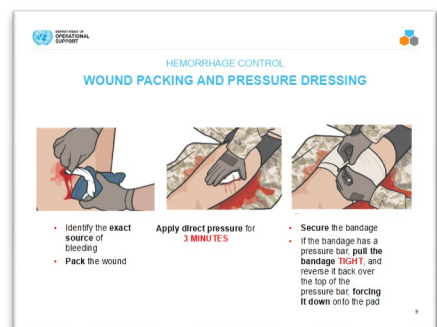 DEPARTMENT OF
OPERATIONAL
SUPPORT
HEMORRHAGE CONTROL
WOUND PACKING AND PRESSURE DRESSING
• Identify the exact
source of
bleeding
• Pack the wound
Apply direct pressure for
3 MINUTES
• Secure the bandage
• If the bandage has a
pressure bar, pull the
bandage TIGHT, and
reverse it back over
the top of the
pressure bar, forcing
it down onto the pad